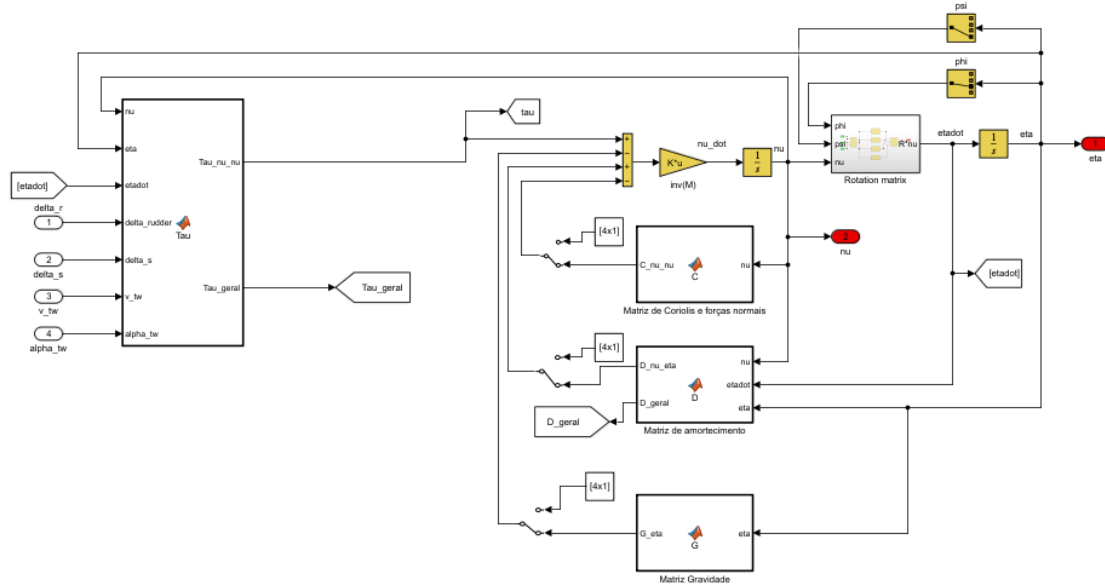 psi
phi
nu
eta
[etadot]
etadot
delta_r
1
delta_rudder
Tau
2
delta_s
delta_s
3
v_tw
v_tw
4
alpha_tw
alpha_tw
Tau_nu_nu
Tau_geral
Tau_geral
tau
+
−
+
−
K*u
inv(M)
nu_dot
1
s
nu
phi
psi
nu
R*nu
Rotation matrix
etadot
1
s
eta
1
eta
2
nu
[etadot]
[4x1]
C_nu_nu
C
nu
Matriz de Coriolis e forças normais
[4x1]
D_nu_eta
D_geral
D
nu
etadot
eta
Matriz de amortecimento
D_geral
[4x1]
G_eta
G
eta
Matriz Gravidade